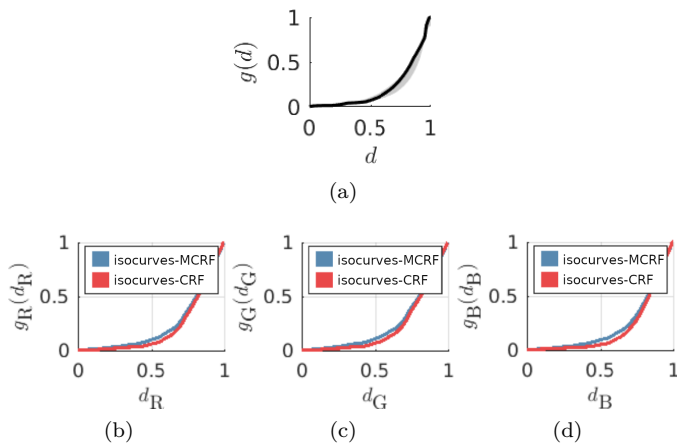 1
0.5
0
g(d)
0 0.5 1
d
(a)
1 1 1
isocurves-MCRF isocurves-MCRF isocurves-MCRF
isocurves-CRF isocurves-CRF isocurves-CRF
0.5 0.5 0.5
g_R(d_R) g_G(d_G) g_B(d_B)
0 0 0
0 0.5 1 0 0.5 1 0 0.5 1
d_R d_G d_B
(b) (c) (d)